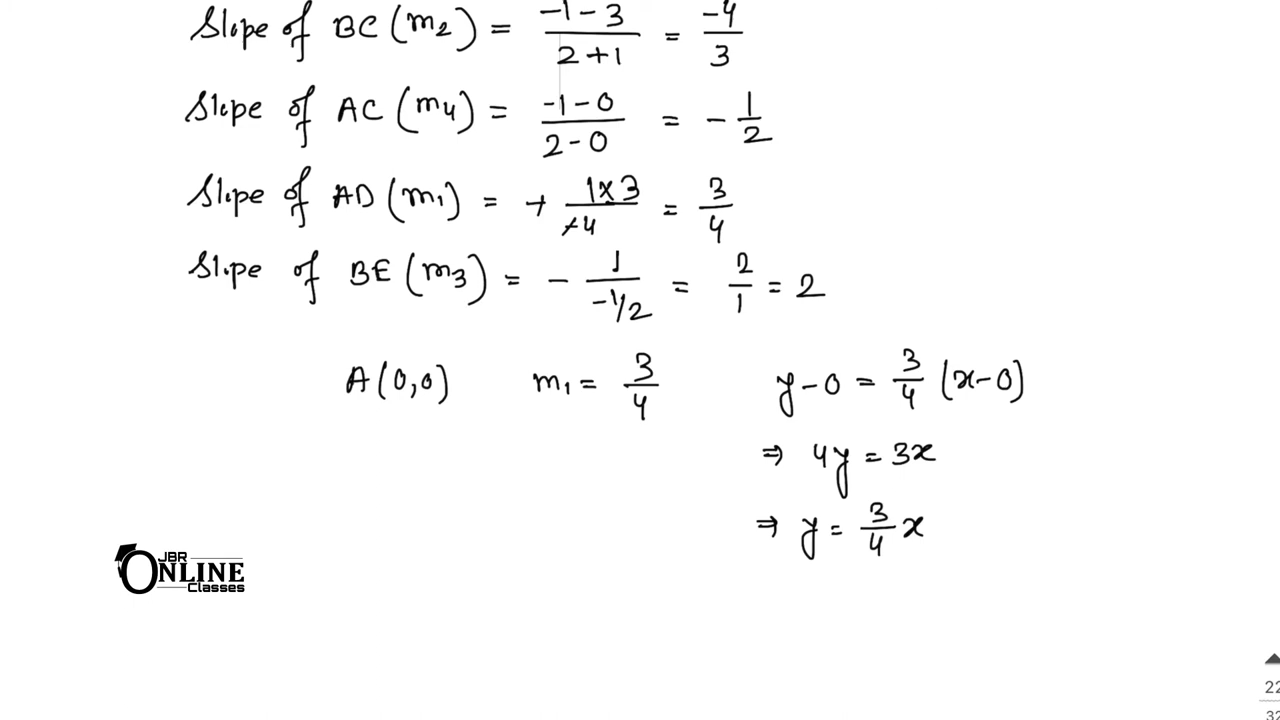 Slope of BC (m₂) = (-1-3)/(2+1) = -4/3
Slope of AC (m₄) = (-1-0)/(2-0) = -1/2
Slope of AD (m₁) = + (1×3)/(+4) = 3/4
Slope of BE (m₃) = - 1/(-1/2) = 2/1 = 2
A(0,0) m₁ = 3/4 y-0 = 3/4 (x-0)
⇒ 4y = 3x
⇒ y = 3/4 x
JBR
ONLINE
Classes
22
32